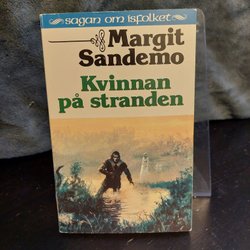 sagan om isfolket
Margit
Sandemo
Kvinnan
på stranden